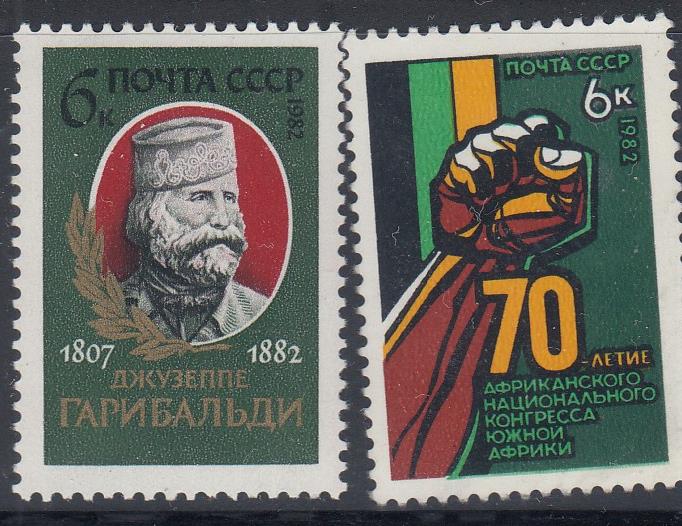 6к ПОЧТА СССР
1982
1807 1882
ДЖУЗЕППЕ
ГАРИБАЛЬДИ
ПОЧТА СССР
6к
1982
70-ЛЕТИЕ
АФРИКАНСКОГО
НАЦИОНАЛЬНОГО
КОНГРЕССА
ЮЖНОЙ
АФРИКИ